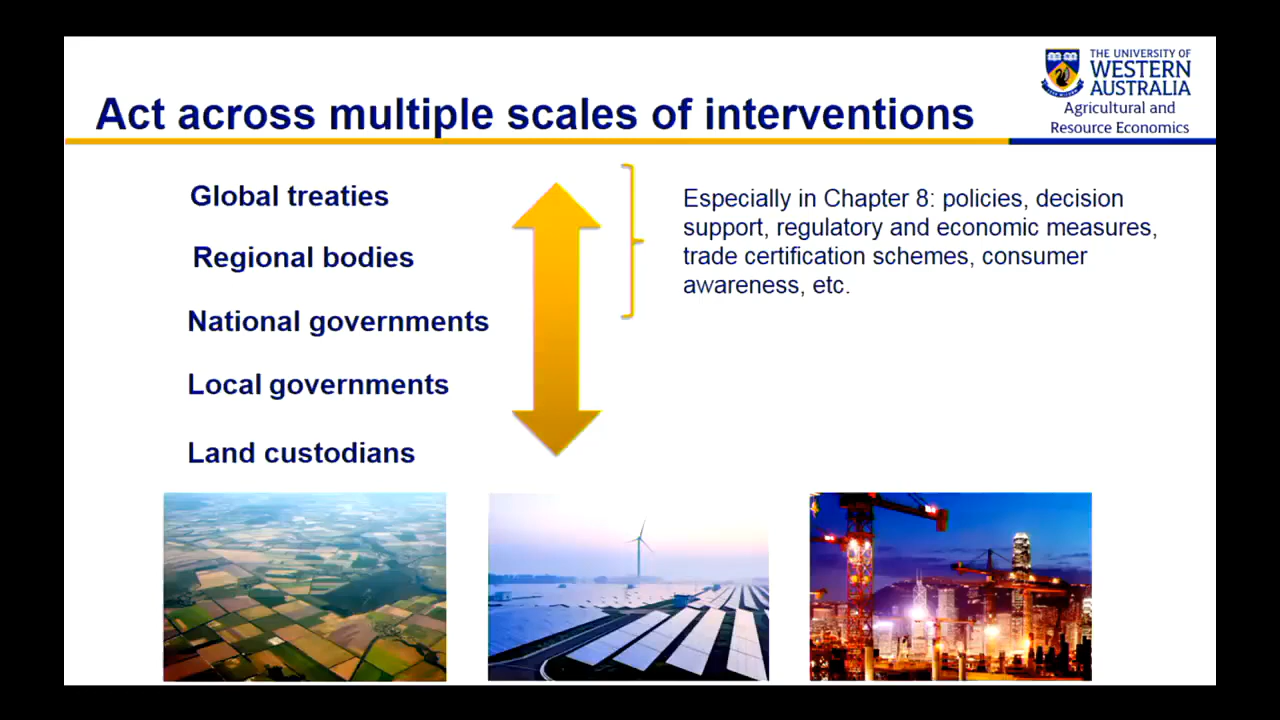 THE UNIVERSITY OF
WESTERN
AUSTRALIA
Agricultural and
Resource Economics
Act across multiple scales of interventions
Global treaties
Regional bodies
National governments
Local governments
Land custodians
Especially in Chapter 8: policies, decision
support, regulatory and economic measures,
trade certification schemes, consumer
awareness, etc.